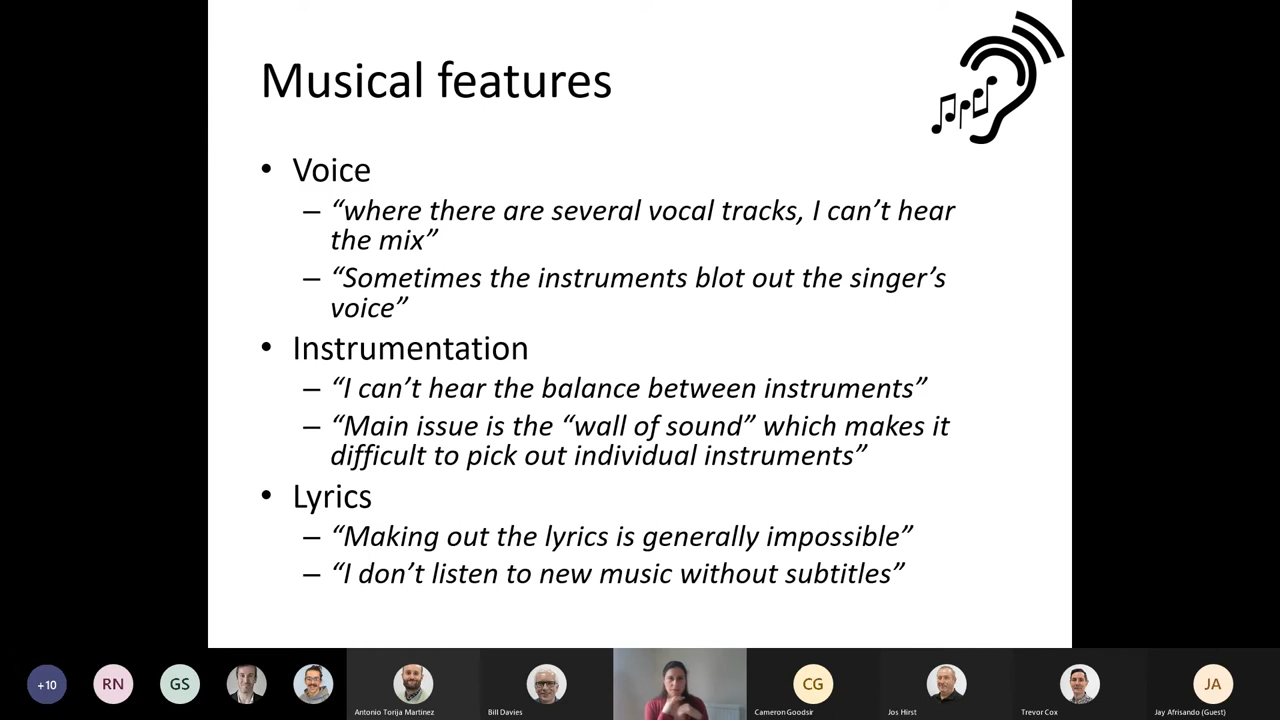 Musical features
• Voice
– “where there are several vocal tracks, I can’t hear
the mix”
– “Sometimes the instruments blot out the singer’s
voice”
• Instrumentation
– “I can’t hear the balance between instruments”
– “Main issue is the “wall of sound” which makes it
difficult to pick out individual instruments”
• Lyrics
– “Making out the lyrics is generally impossible”
– “I don’t listen to new music without subtitles”
+10
RN
GS
CG
JA
Antonio Torija Martinez
Bill Davies
Cameron Goodsir
Jos Hirst
Trevor Cox
Jay Afrisando (Guest)